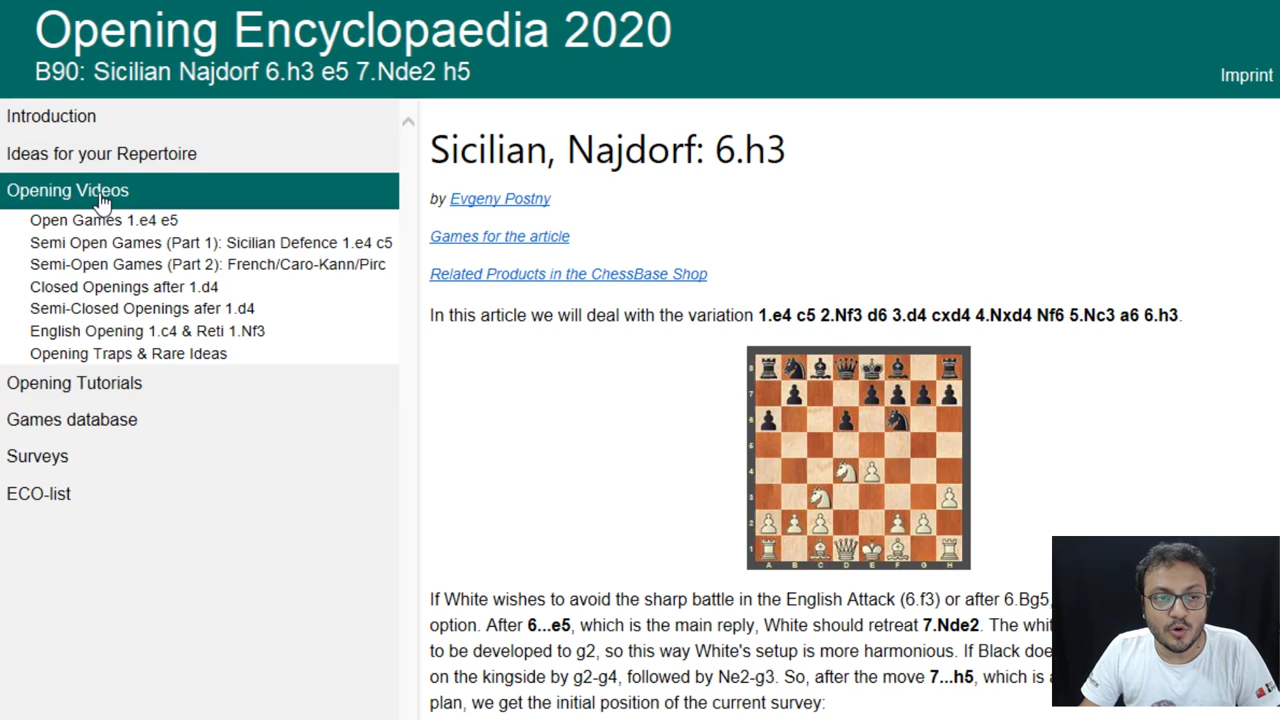 Opening Encyclopaedia 2020
B90: Sicilian Najdorf 6.h3 e5 7.Nde2 h5
Imprint
Introduction
Ideas for your Repertoire
Opening Videos
Open Games 1.e4 e5
Semi Open Games (Part 1): Sicilian Defence 1.e4 c5
Semi-Open Games (Part 2): French/Caro-Kann/Pirc
Closed Openings after 1.d4
Semi-Closed Openings afer 1.d4
English Opening 1.c4 & Reti 1.Nf3
Opening Traps & Rare Ideas
Opening Tutorials
Games database
Surveys
ECO-list
Sicilian, Najdorf: 6.h3
by Evgeny Postny
Games for the article
Related Products in the ChessBase Shop
In this article we will deal with the variation 1.e4 c5 2.Nf3 d6 3.d4 cxd4 4.Nxd4 Nf6 5.Nc3 a6 6.h3.
8
7
6
5
4
3
2
1
A B C D E F G H
If White wishes to avoid the sharp battle in the English Attack (6.f3) or after 6.Bg5,
option. After 6...e5, which is the main reply, White should retreat 7.Nde2. The
to be developed to g2, so this way White's setup is more harmonious. If Black
on the kingside by g2-g4, followed by Ne2-g3. So, after the move 7...h5, which is
plan, we get the initial position of the current survey: